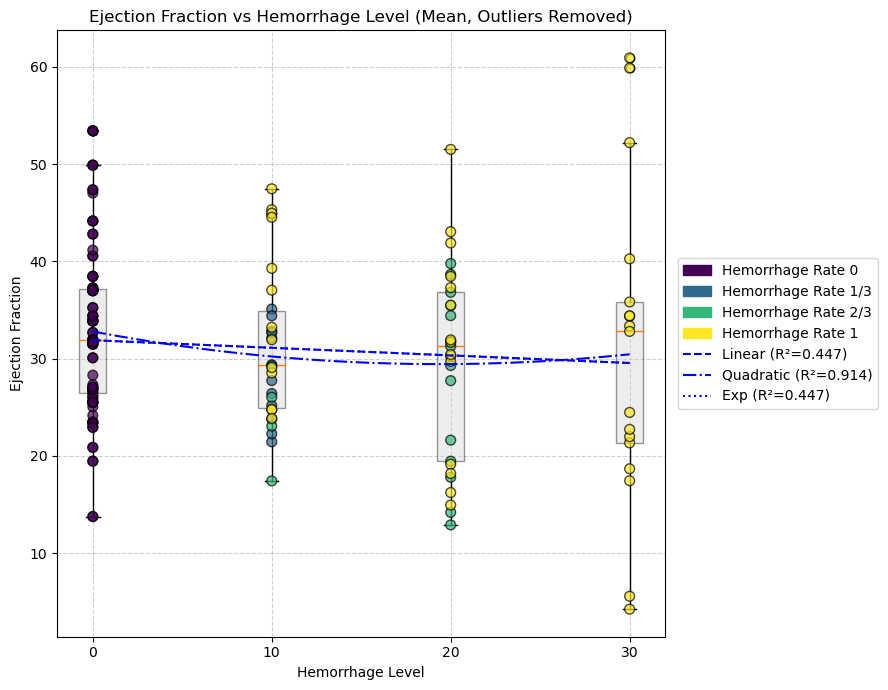 Ejection Fraction vs Hemorrhage Level (Mean, Outliers Removed)
Ejection Fraction
60
50
40
30
20
10
0
10
20
30
Hemorrhage Level
Hemorrhage Rate 0
Hemorrhage Rate 1/3
Hemorrhage Rate 2/3
Hemorrhage Rate 1
Linear (R²=0.447)
Quadratic (R²=0.914)
Exp (R²=0.447)